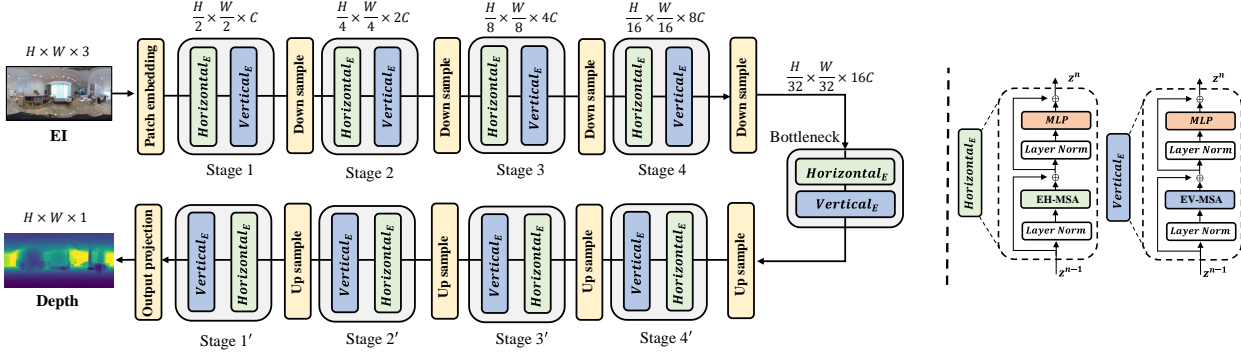 H × W × 3
EI
Patch embedding
H/2 × W/2 × C
Horizontal_E
Vertical_E
Stage 1
Down sample
H/4 × W/4 × 2C
Horizontal_E
Vertical_E
Stage 2
Down sample
H/8 × W/8 × 4C
Horizontal_E
Vertical_E
Stage 3
Down sample
H/16 × W/16 × 8C
Horizontal_E
Vertical_E
Stage 4
Down sample
H/32 × W/32 × 16C
Bottleneck
Horizontal_E
Vertical_E
H × W × 1
Depth
Output projection
Vertical_E
Horizontal_E
Stage 1′
Up sample
Vertical_E
Horizontal_E
Stage 2′
Up sample
Vertical_E
Horizontal_E
Stage 3′
Up sample
Vertical_E
Horizontal_E
Stage 4′
Up sample
Horizontal_E
z^n
MLP
Layer Norm
EH-MSA
Layer Norm
z^{n−1}
Vertical_E
z^n
MLP
Layer Norm
EV-MSA
Layer Norm
z^{n−1}